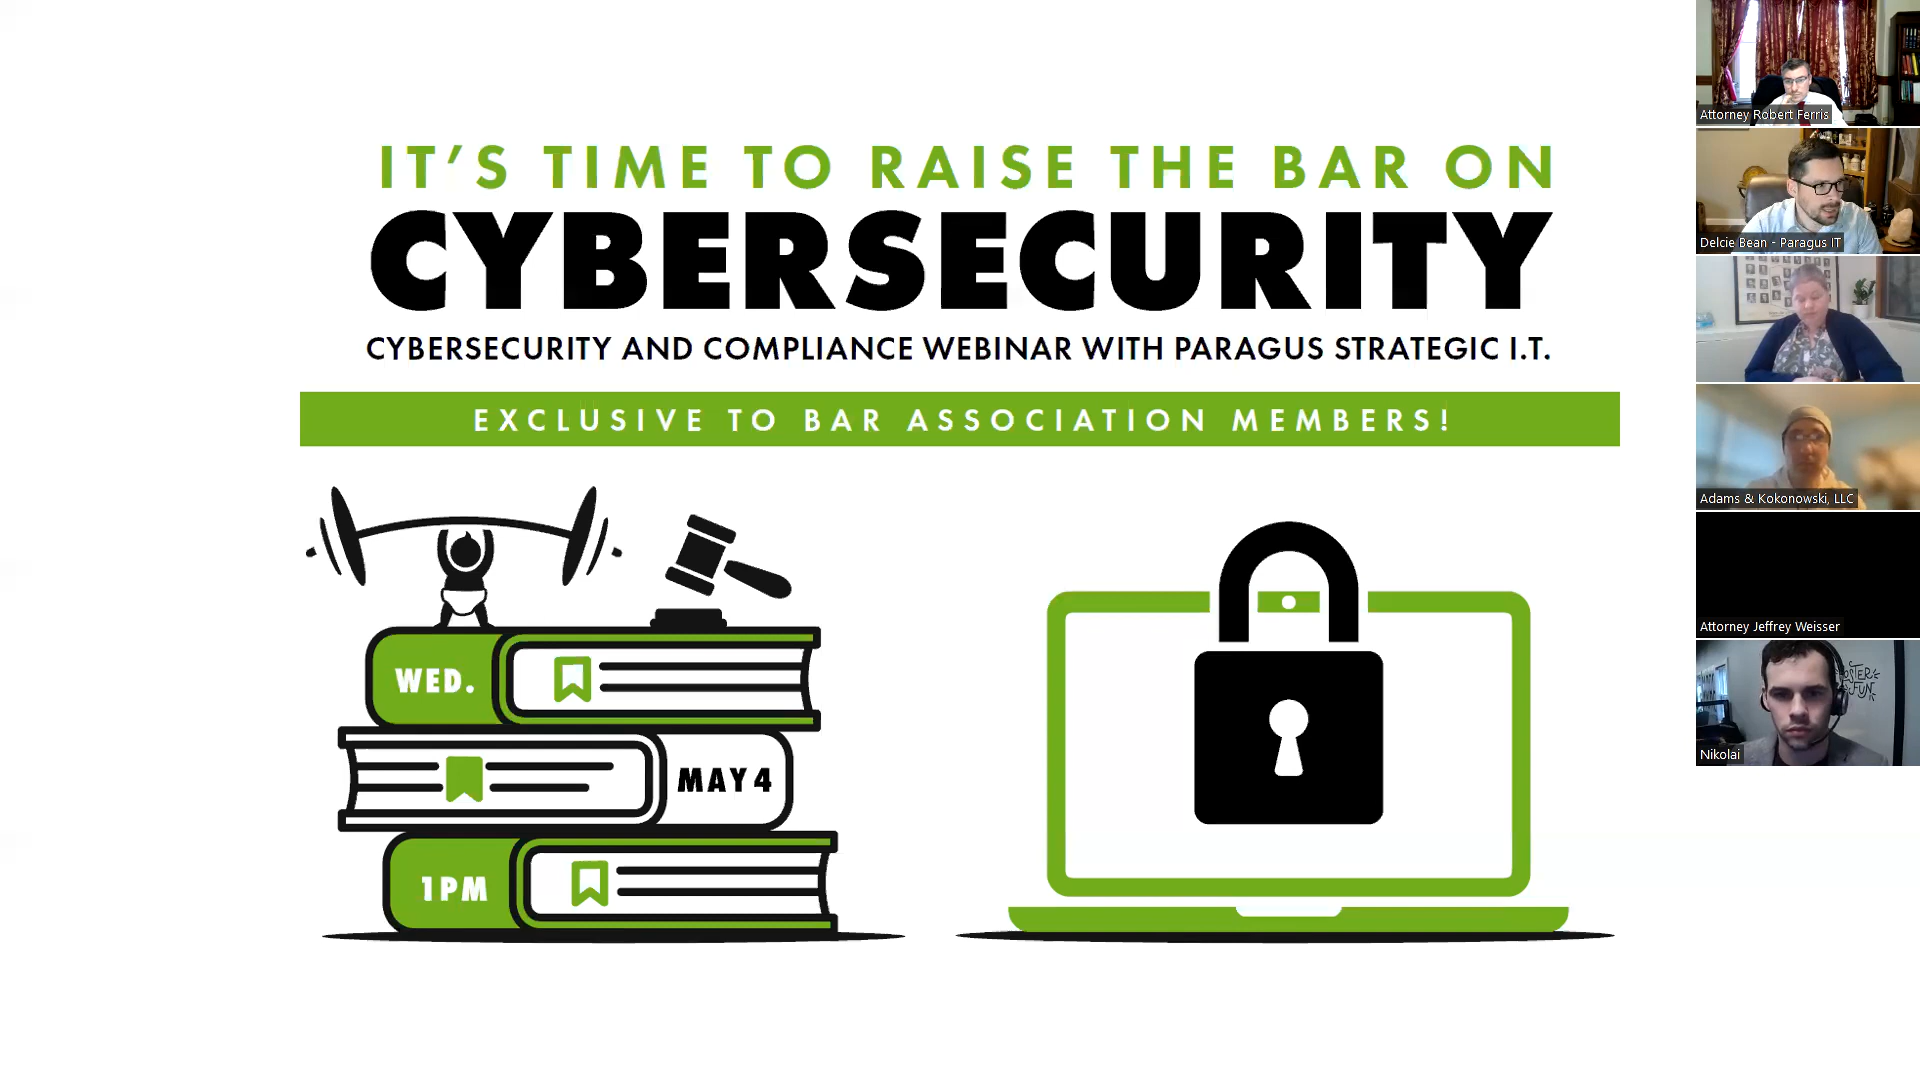 IT'S TIME TO RAISE THE BAR ON
CYBERSECURITY
CYBERSECURITY AND COMPLIANCE WEBINAR WITH PARAGUS STRATEGIC I.T.
EXCLUSIVE TO BAR ASSOCIATION MEMBERS!
WED.
MAY 4
1PM
Attorney Robert Ferris
Delcie Bean - Paragus IT
Adams & Kokonowski, LLC
Attorney Jeffrey Weisser
Nikolai